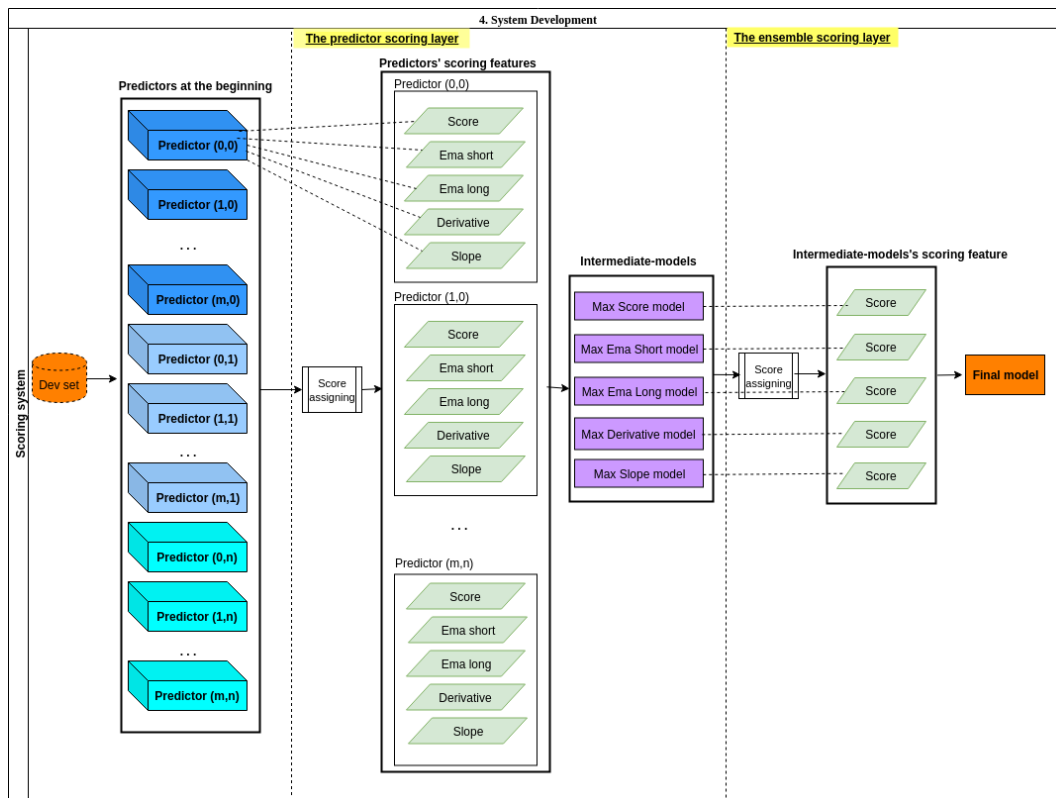 4. System Development
The predictor scoring layer
The ensemble scoring layer
Scoring system
Dev set
Predictors at the beginning
Predictor (0,0)
Predictor (1,0)
...
Predictor (m,0)
Predictor (0,1)
Predictor (1,1)
...
Predictor (m,1)
Predictor (0,n)
Predictor (1,n)
...
Predictor (m,n)
Score
assigning
Predictors' scoring features
Predictor (0,0)
Score
Ema short
Ema long
Derivative
Slope
Predictor (1,0)
Score
Ema short
Ema long
Derivative
Slope
...
Predictor (m,n)
Score
Ema short
Ema long
Derivative
Slope
Intermediate-models
Max Score model
Max Ema Short model
Max Ema Long model
Max Derivative model
Max Slope model
Score
assigning
Intermediate-models's scoring feature
Score
Score
Score
Score
Score
Final model